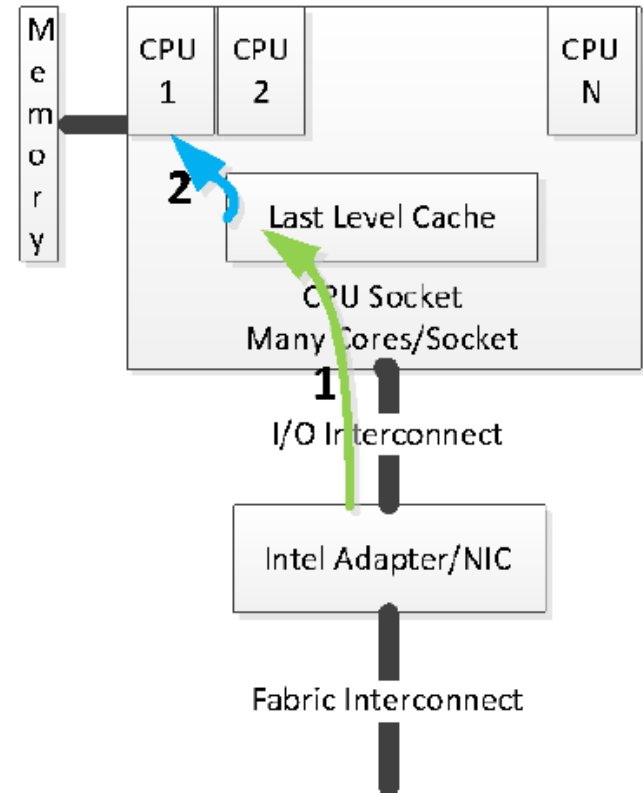 Memory
CPU
1
CPU
2
CPU
N
2
Last Level Cache
CPU Socket
Many Cores/Socket
1
I/O Interconnect
Intel Adapter/NIC
Fabric Interconnect